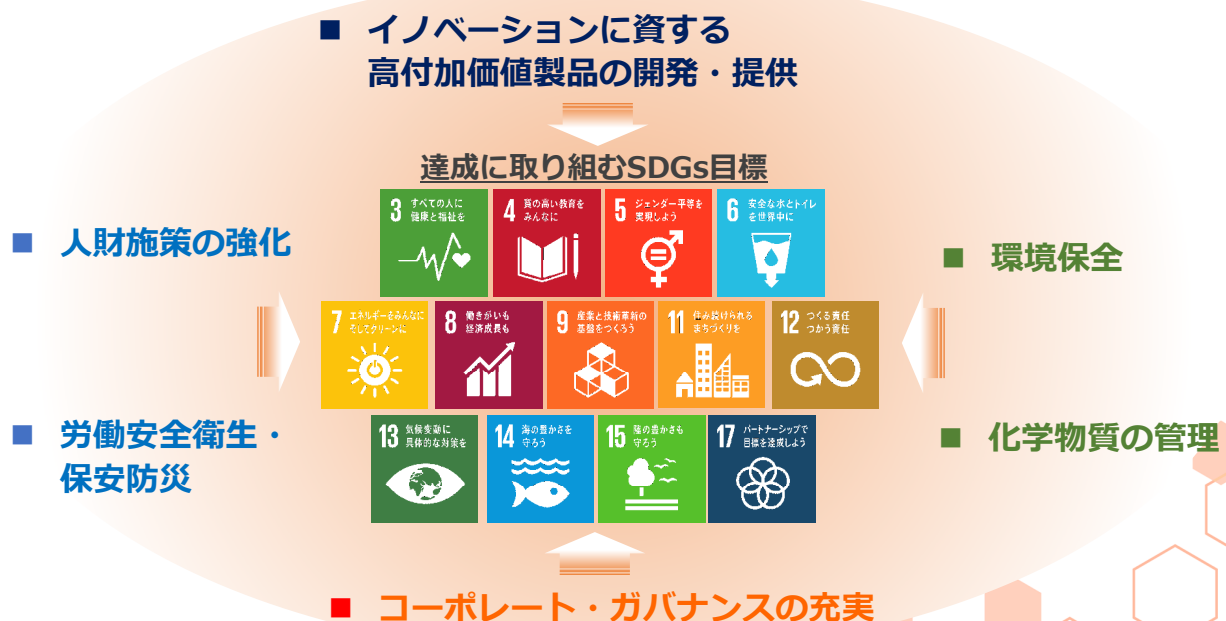 ■ イノベーションに資する
高付加価値製品の開発・提供
達成に取り組むSDGs目標
3 すべての人に
健康と福祉を
4 質の高い教育を
みんなに
5 ジェンダー平等を
実現しよう
6 安全な水とトイレ
を世界中に
■ 人財施策の強化
■ 環境保全
7 エネルギーをみんなに
そしてクリーンに
8 働きがいも
経済成長も
9 産業と技術革新の
基盤をつくろう
11 住み続けられる
まちづくりを
12 つくる責任
つかう責任
■ 労働安全衛生・
保安防災
■ 化学物質の管理
13 気候変動に
具体的な対策を
14 海の豊かさを
守ろう
15 陸の豊かさも
守ろう
17 パートナーシップで
目標を達成しよう
■ コーポレート・ガバナンスの充実